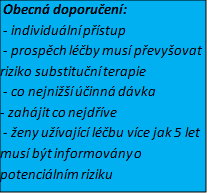 Obecná doporučení:
- individuální přístup
- prospěch léčby musí převyšovat
riziko substituční terapie
- co nejnižší účinná dávka
- zahájit co nejdříve
- ženy užívající léčbu více jak 5 let
musí být informovány o
potenciálním riziku